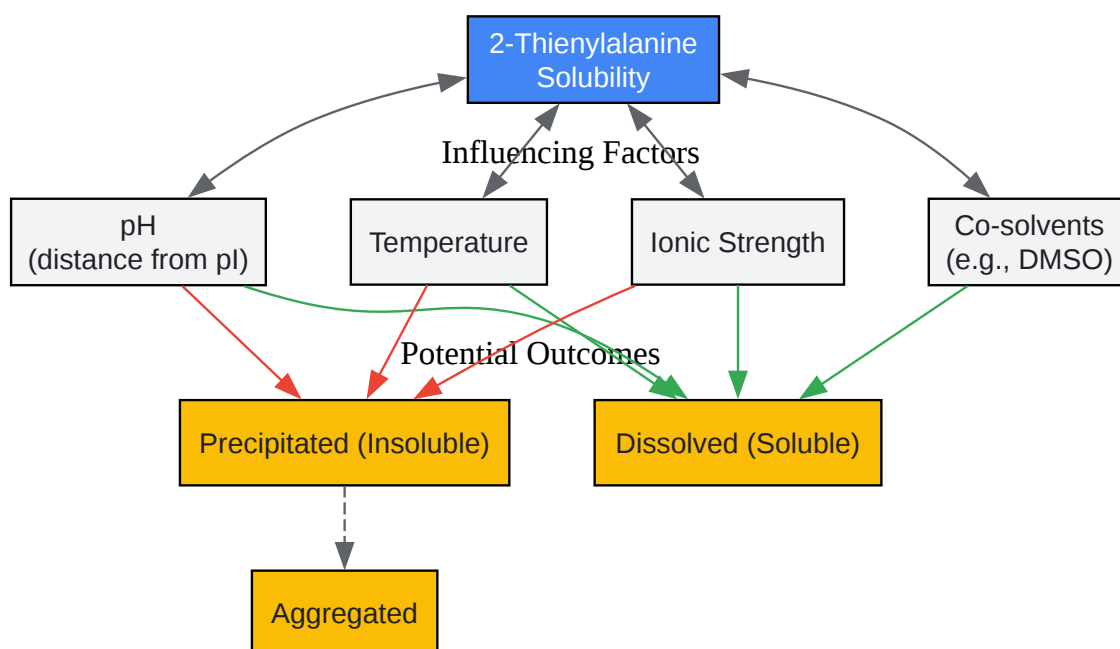 2-Thienylalanine
Solubility
Influencing Factors
pH
(distance from pI)
Temperature
Ionic Strength
Co-solvents
(e.g., DMSO)
Potential Outcomes
Precipitated (Insoluble)
Dissolved (Soluble)
Aggregated